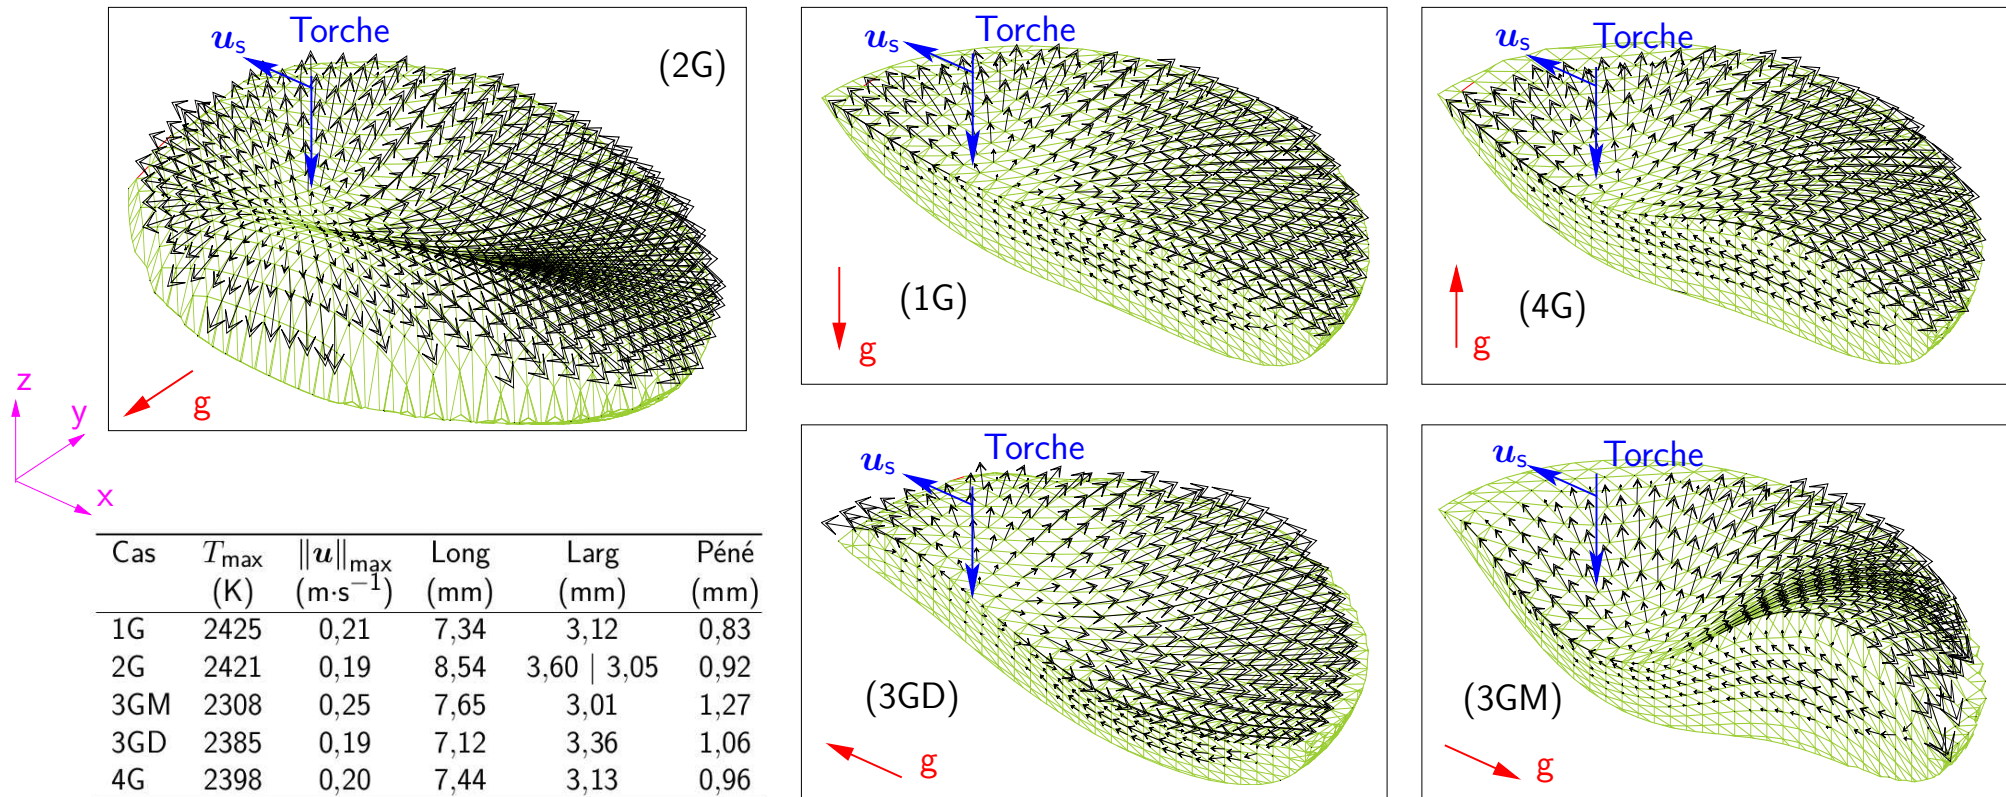 Torche
u_s
(2G)
g
Torche
u_s
(1G)
g
Torche
u_s
(4G)
g
z
y
x
Torche
u_s
(3GD)
g
Torche
u_s
(3GM)
g
Cas T_max ‖u‖_max Long Larg Péné
(K) (m·s⁻¹) (mm) (mm) (mm)
1G 2425 0,21 7,34 3,12 0,83
2G 2421 0,19 8,54 3,60 | 3,05 0,92
3GM 2308 0,25 7,65 3,01 1,27
3GD 2385 0,19 7,12 3,36 1,06
4G 2398 0,20 7,44 3,13 0,96